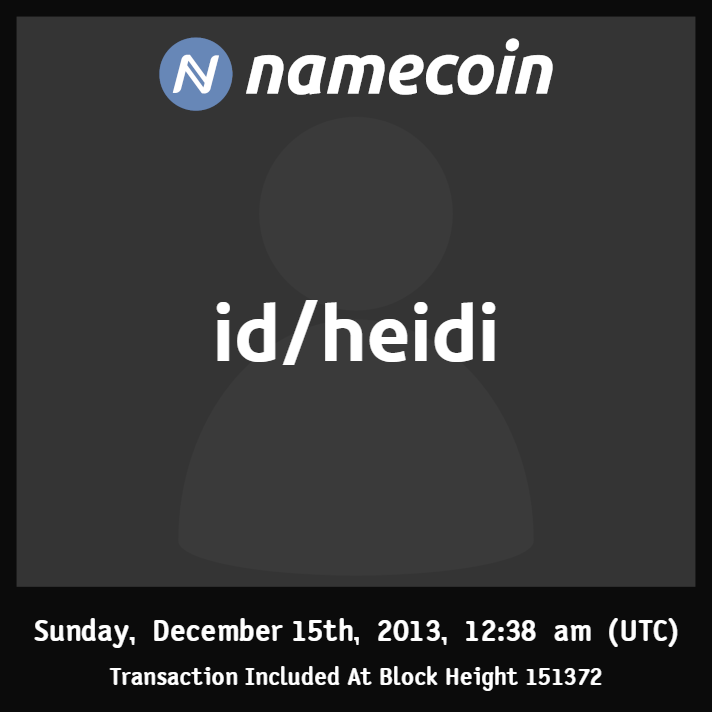 namecoin
id/heidi
Sunday, December 15th, 2013, 12:38 am (UTC)
Transaction Included At Block Height 151372